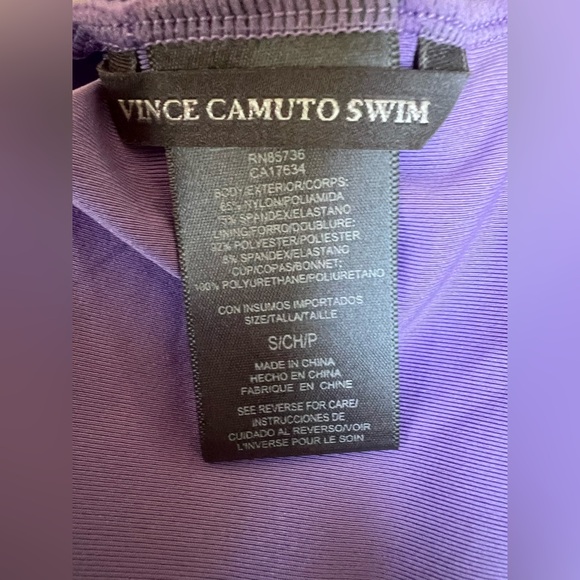 VINCE CAMUTO SWIM
RN85736
CA17634
BODY/EXTERIOR/CORPS:
85% NYLON/POLIAMIDA
15% SPANDEX/ELASTANO
LINING/FORRO/DOUBLURE:
92% POLYESTER/POLIESTER
8% SPANDEX/ELASTANO
CUP/COPAS/BONNET:
100% POLYURETHANE/POLIURETANO
CON INSUMOS IMPORTADOS
SIZE/TALLA/TAILLE
S/CH/P
MADE IN CHINA
HECHO EN CHINA
FABRIQUE EN CHINE
SEE REVERSE FOR CARE/
INSTRUCCIONES DE
CUIDADO AL REVERSO/VOIR
L'INVERSE POUR LE SOIN